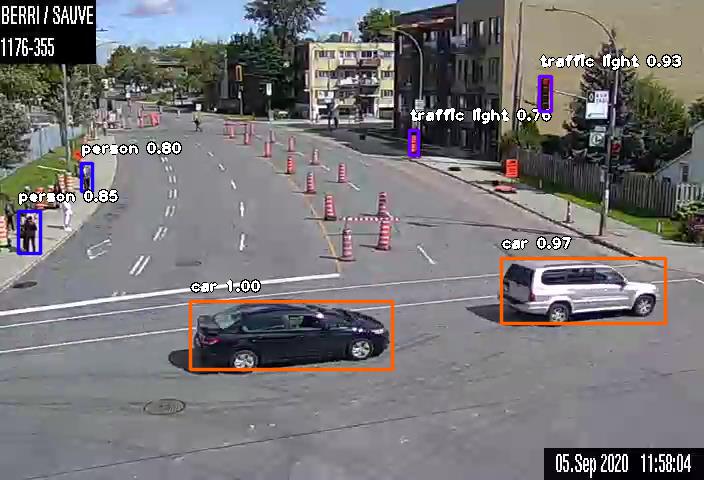 BERRI / SAUVE
1176-355
traffic light 0.93
traffic light 0.76
person 0.80
person 0.85
car 0.97
car 1.00
05.Sep 2020 11:58:04